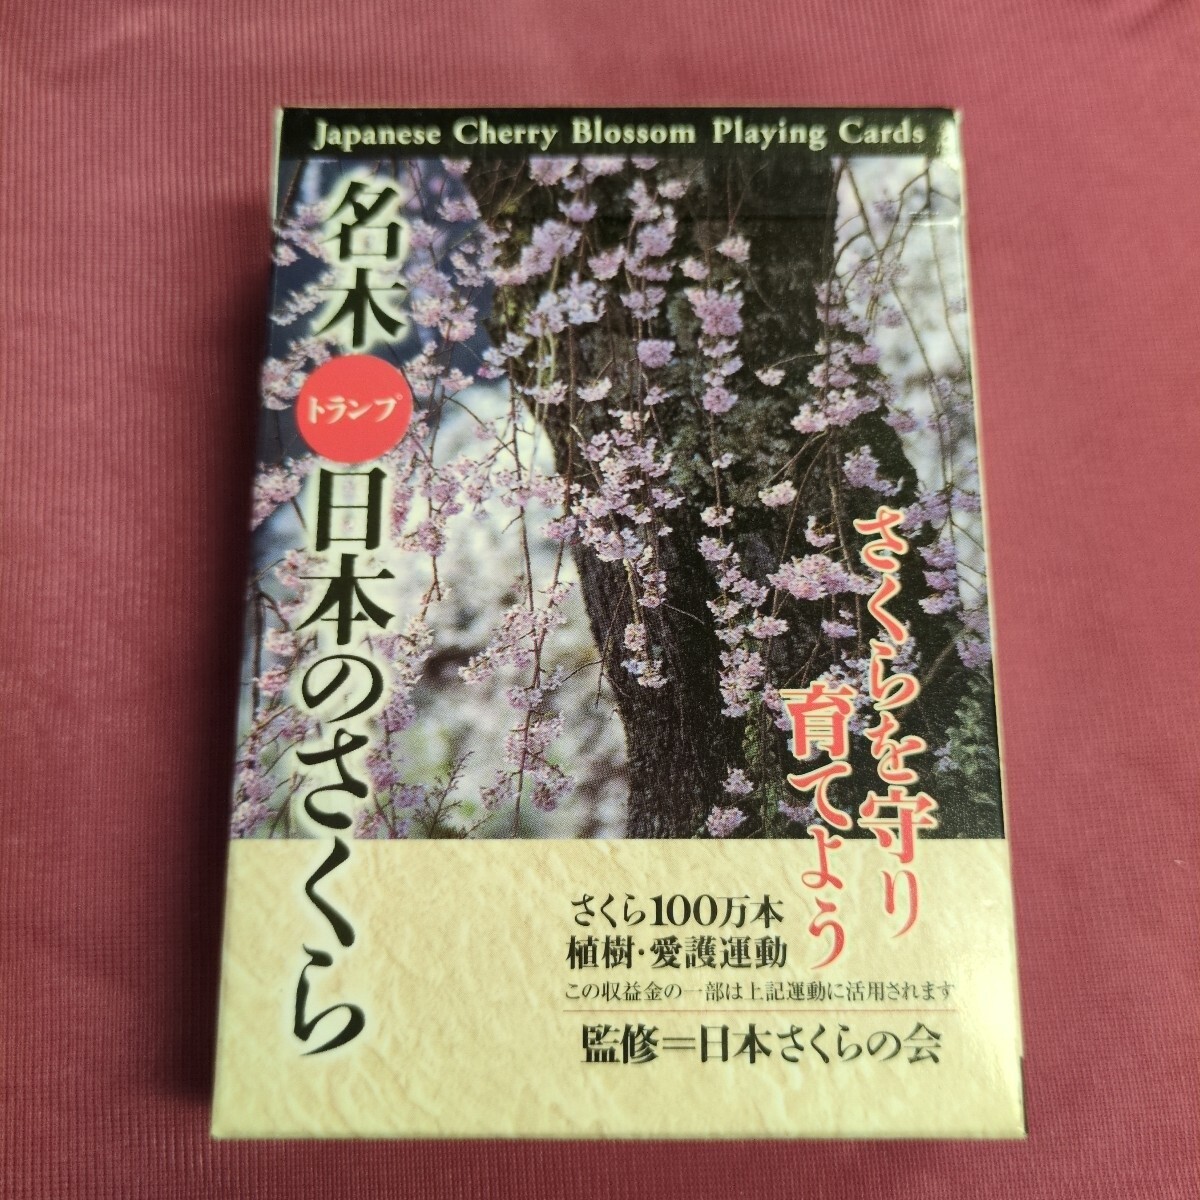 Japanese Cherry Blossom Playing Cards
名木
トランプ
日本のさくら
さくらを守り
育てよう
さくら100万本
植樹・愛護運動
この収益金の一部は上記運動に活用されます
監修＝日本さくらの会